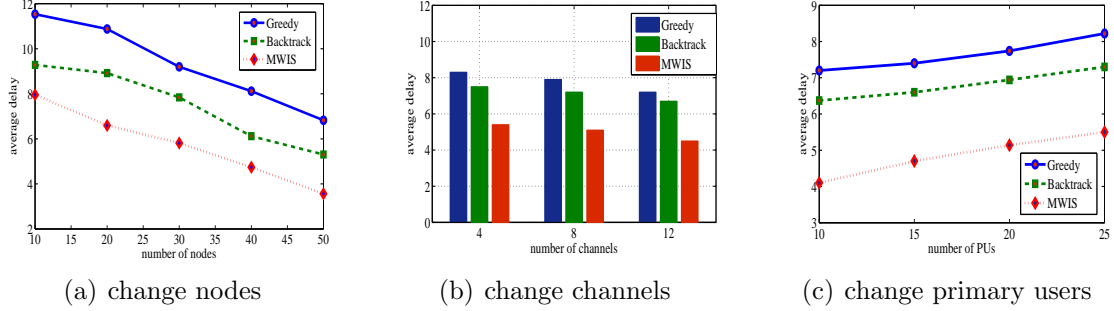 12
10
8
6
4
2
average delay
10 15 20 25 30 35 40 45 50
number of nodes
Greedy
Backtrack
MWIS
(a) change nodes
12
10
8
6
4
2
0
average delay
4 8 12
number of channels
Greedy
Backtrack
MWIS
(b) change channels
9
8
7
6
5
4
3
average delay
10 15 20 25
number of PUs
Greedy
Backtrack
MWIS
(c) change primary users